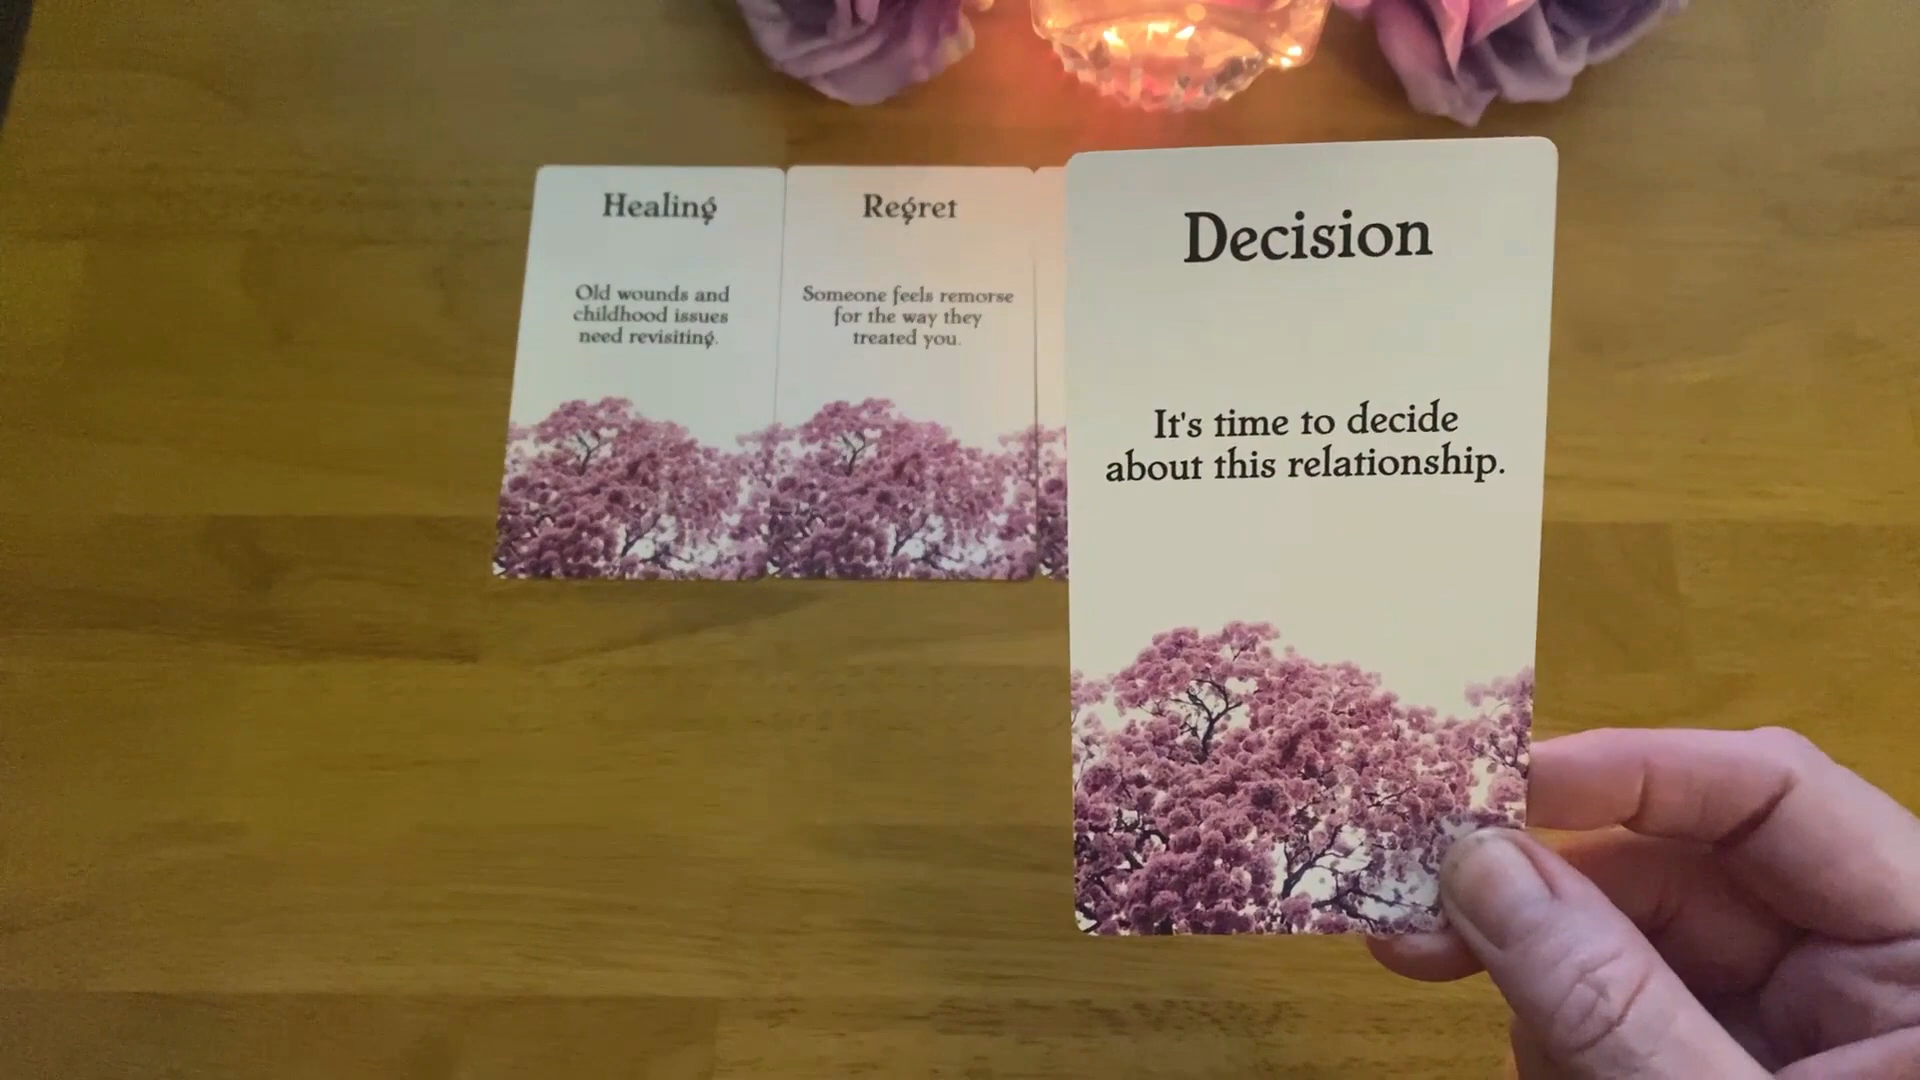 Healing
Old wounds and
childhood issues
need revisiting.
Regret
Someone feels remorse
for the way they
treated you.
Decision
It's time to decide
about this relationship.